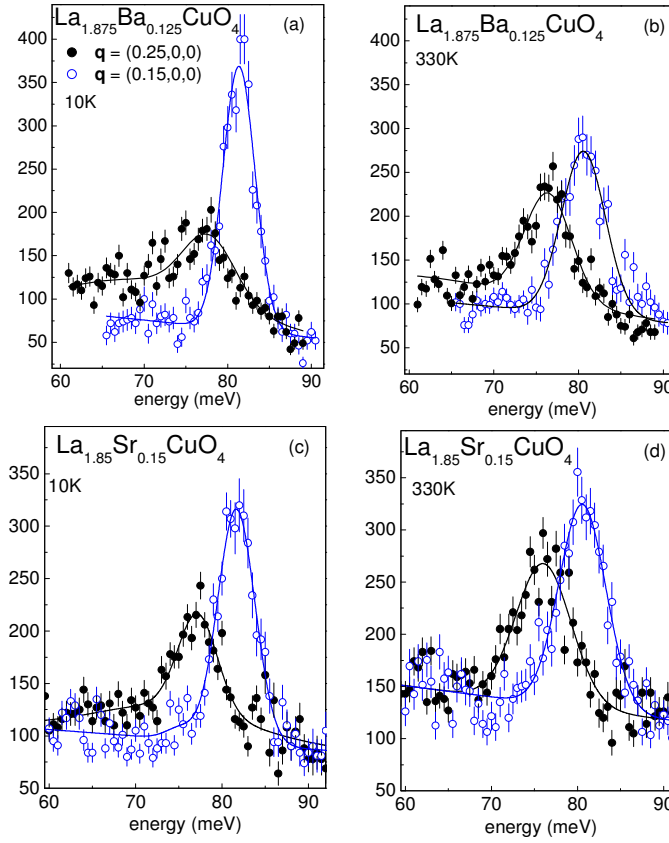 La1.875Ba0.125CuO4 (a)
q = (0.25,0,0)
q = (0.15,0,0)
10K
400
350
300
250
200
150
100
50
60 70 80 90
energy (meV)
La1.875Ba0.125CuO4 (b)
330K
400
350
300
250
200
150
100
50
60 70 80 90
energy (meV)
La1.85Sr0.15CuO4 (c)
10K
350
300
250
200
150
100
50
60 70 80 90
energy (meV)
La1.85Sr0.15CuO4 (d)
330K
350
300
250
200
150
100
50
60 70 80 90
energy (meV)